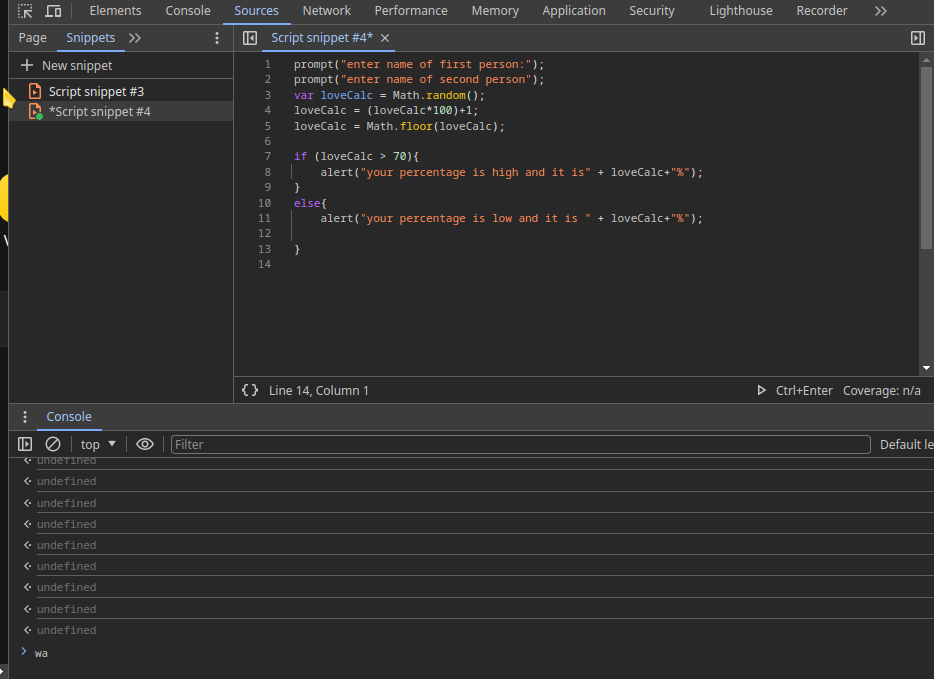 Elements Console Sources Network Performance Memory Application Security Lighthouse Recorder
Page Snippets Script snippet #4*
New snippet
Script snippet #3
*Script snippet #4
1 prompt("enter name of first person:");
2 prompt("enter name of second person");
3 var loveCalc = Math.random();
4 loveCalc = (loveCalc*100)+1;
5 loveCalc = Math.floor(loveCalc);
6
7 if (loveCalc > 70){
8 alert("your percentage is high and it is" + loveCalc+"%");
9 }
10 else{
11 alert("your percentage is low and it is " + loveCalc+"%");
12
13 }
14
{} Line 14, Column 1 Ctrl+Enter Coverage: n/a
Console
top Filter Default le
undefined
undefined
undefined
undefined
undefined
undefined
undefined
undefined
undefined
wa